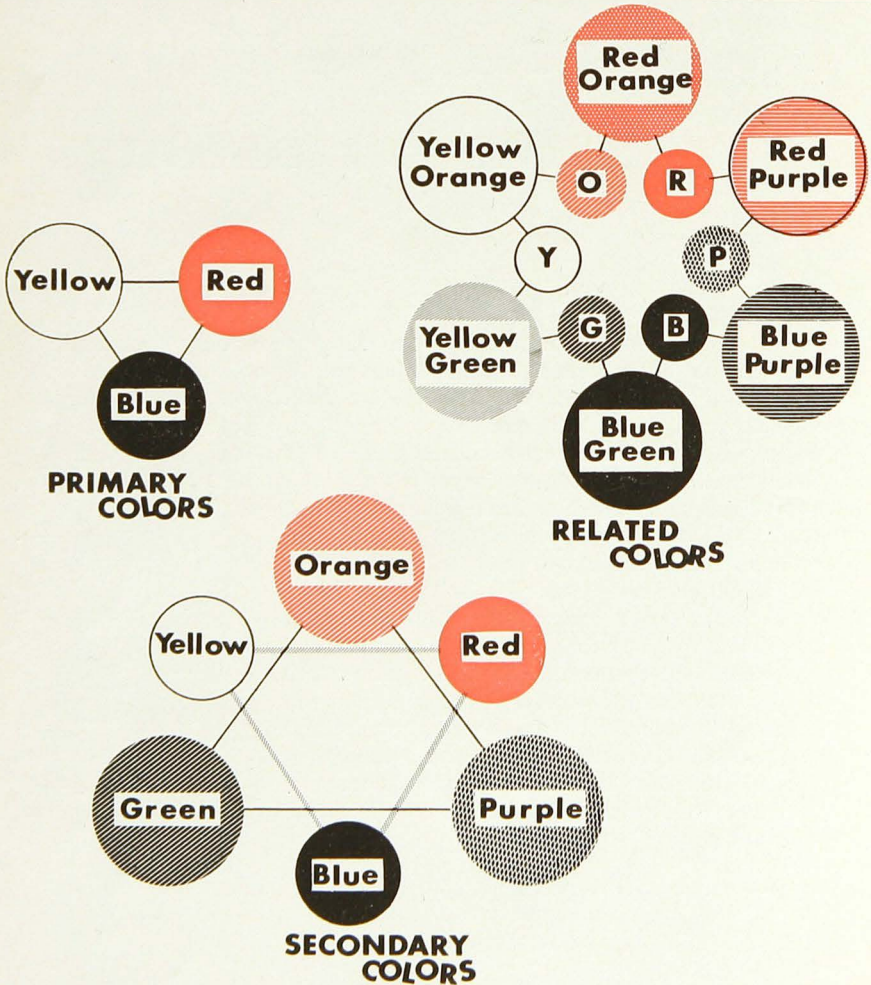 Yellow
Red
Blue
PRIMARY
COLORS
Red
Orange
Yellow
Orange
O
R
Red
Purple
Y
P
Yellow
Green
G
B
Blue
Purple
Blue
Green
RELATED
COLORS
Orange
Yellow
Red
Green
Purple
Blue
SECONDARY
COLORS